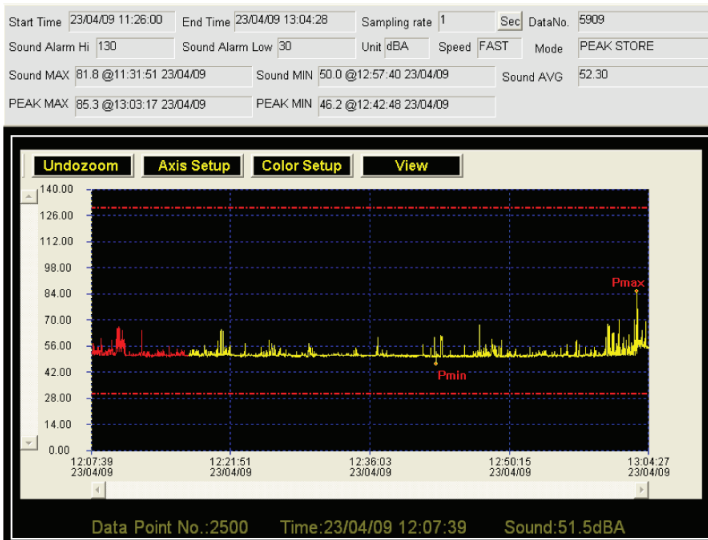 Start Time 23/04/09 11:26:00 End Time 23/04/09 13:04:28 Sampling rate 1 Sec DataNo. 5909
Sound Alarm Hi 130 Sound Alarm Low 30 Unit dBA Speed FAST Mode PEAK STORE
Sound MAX 81.8 @11:31:51 23/04/09 Sound MIN 50.0 @12:57:40 23/04/09 Sound AVG 52.30
PEAK MAX 85.3 @13:03:17 23/04/09 PEAK MIN 46.2 @12:42:48 23/04/09
Undozoom Axis Setup Color Setup View
140.00
126.00
112.00
98.00
Pmax
84.00
70.00
56.00
42.00
Pmin
28.00
14.00
0.00
12:07:39 12:21:51 12:36:03 12:50:15 13:04:27
23/04/09 23/04/09 23/04/09 23/04/09 23/04/09
Data Point No.:2500 Time:23/04/09 12:07:39 Sound:51.5dBA